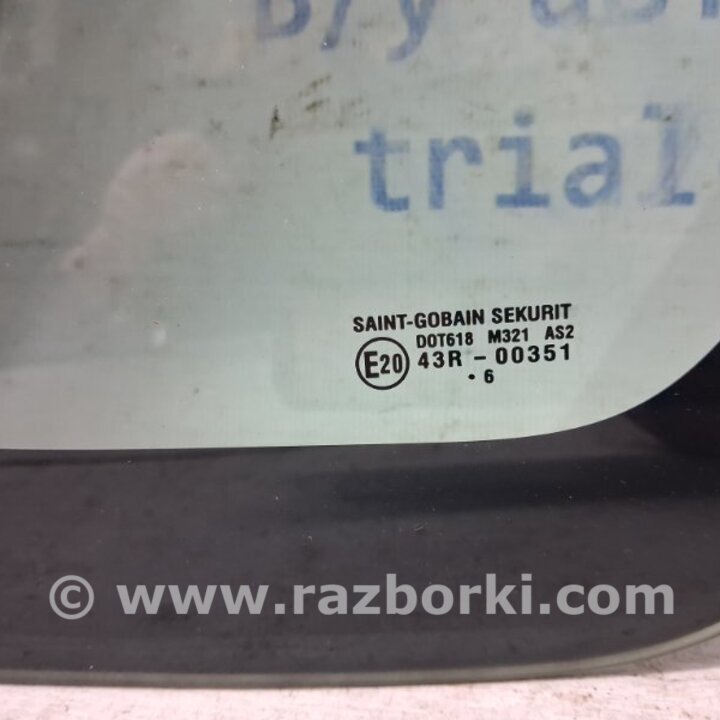 trial
SAINT-GOBAIN SEKURIT
DOT618 M321 AS2
E20 43R - 00351
. 6
© www.razborki.com